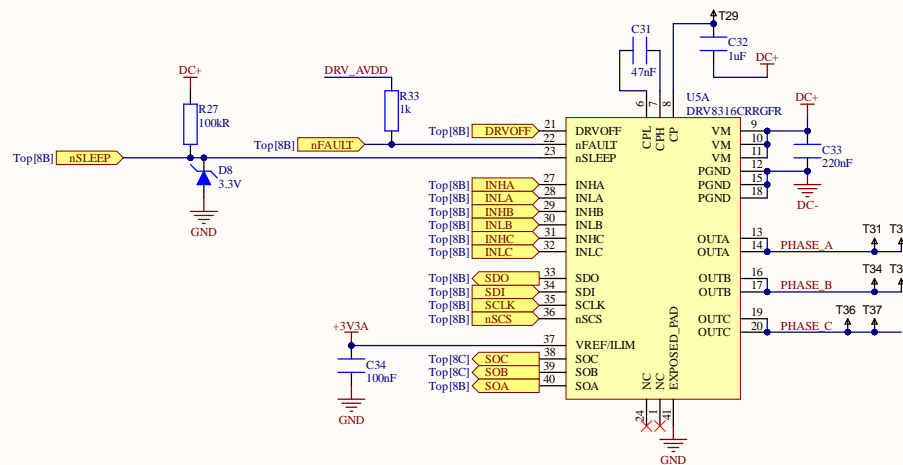 T29
C31
47nF
C32
1uF
DC+
DC+
R27
100kR
DRV_AVDD
R33
1k
6
7
8
U5A
DRV8316CRRGFR
CPL
CPH
CP
DC+
C33
220nF
DC-
Top[8B] DRVOFF 21 DRVOFF
Top[8B] nFAULT 22 nFAULT
Top[8B] nSLEEP 23 nSLEEP
D8
3.3V
GND
VM 9
VM 10
VM 11
PGND 12
PGND 15
PGND 18
Top[8B] INHA 27 INHA
Top[8B] INLA 28 INLA
Top[8B] INHB 29 INHB
Top[8B] INLB 30 INLB
Top[8B] INHC 31 INHC
Top[8B] INLC 32 INLC
OUTA 13
OUTA 14 PHASE_A T31
OUTB 16
OUTB 17 PHASE_B T34
OUTC 19
OUTC 20 PHASE_C T36 T37
Top[8B] SDO 33 SDO
Top[8B] SDI 34 SDI
Top[8B] SCLK 35 SCLK
Top[8B] nSCS 36 nSCS
+3V3A
37 VREF/ILIM
C34
100nF
GND
Top[8C] SOC 38 SOC
Top[8C] SOB 39 SOB
Top[8B] SOA 40 SOA
NC
NC
EXPOSED_PAD
24
1
41
GND